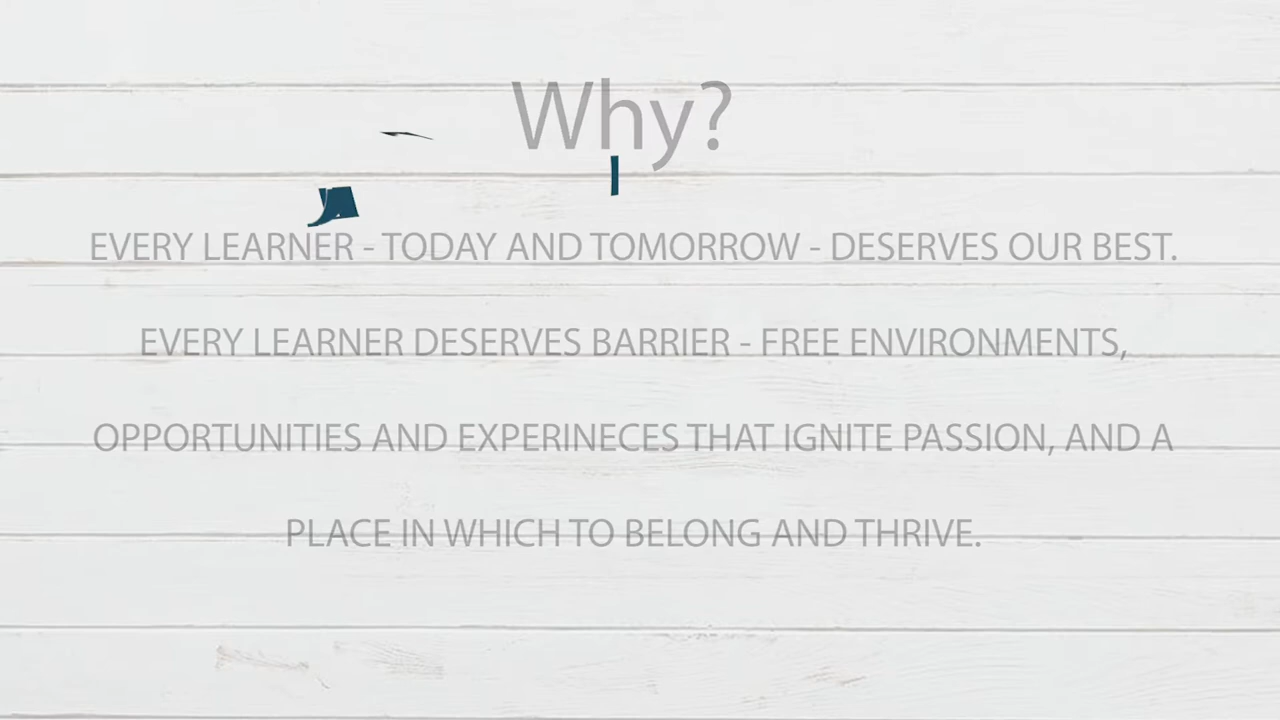 Why?
EVERY LEARNER - TODAY AND TOMORROW - DESERVES OUR BEST.
EVERY LEARNER DESERVES BARRIER - FREE ENVIRONMENTS,
OPPORTUNITIES AND EXPERINECES THAT IGNITE PASSION, AND A
PLACE IN WHICH TO BELONG AND THRIVE.